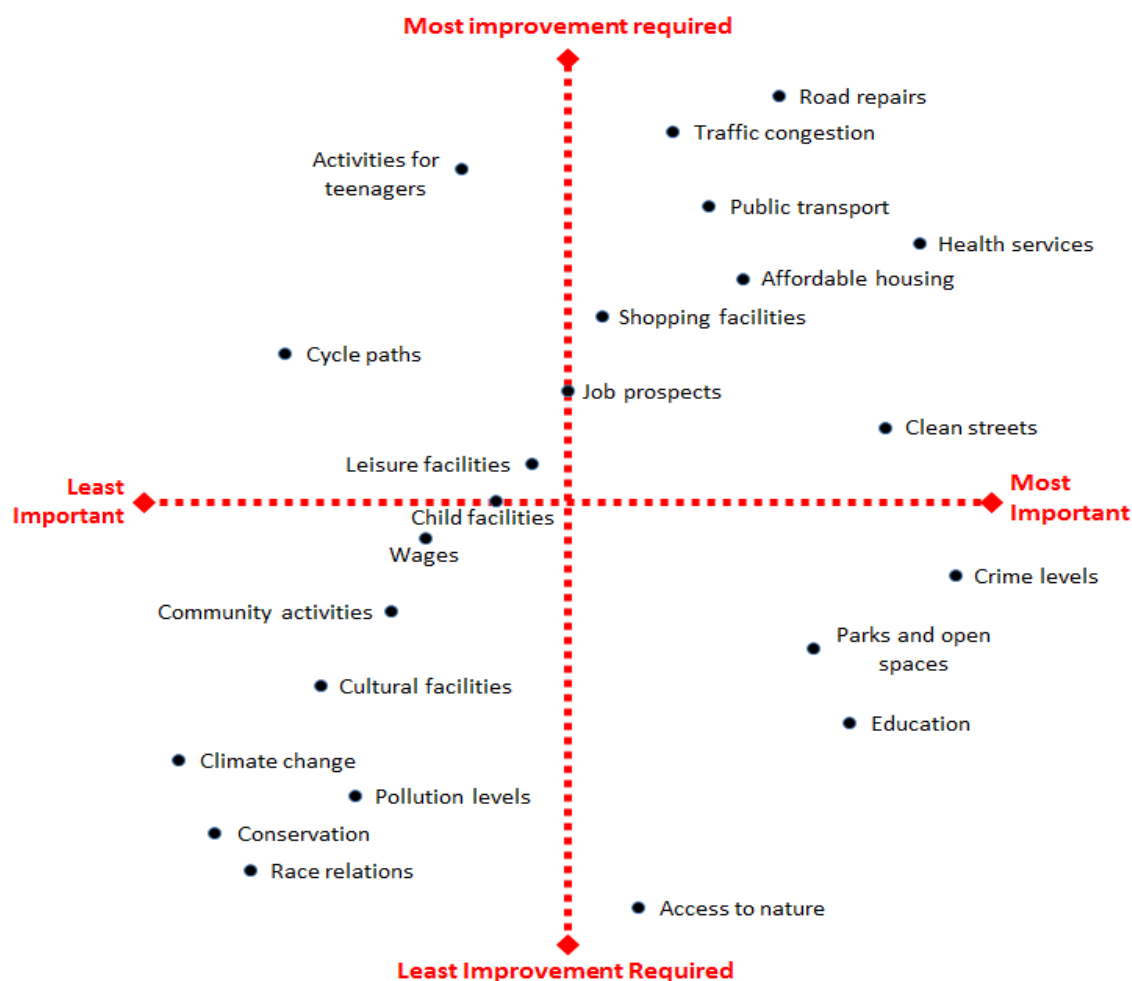 Most improvement required
Road repairs
Traffic congestion
Activities for
teenagers
Public transport
Health services
Affordable housing
Shopping facilities
Cycle paths
Job prospects
Clean streets
Leisure facilities
Least
Important
Most
Important
Child facilities
Wages
Crime levels
Community activities
Parks and open
spaces
Cultural facilities
Education
Climate change
Pollution levels
Conservation
Race relations
Access to nature
Least Improvement Required